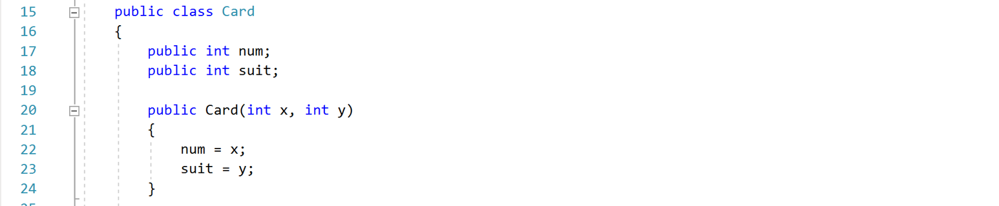 15 public class Card
16 {
17 public int num;
18 public int suit;
19
20 public Card(int x, int y)
21 {
22 num = x;
23 suit = y;
24 }